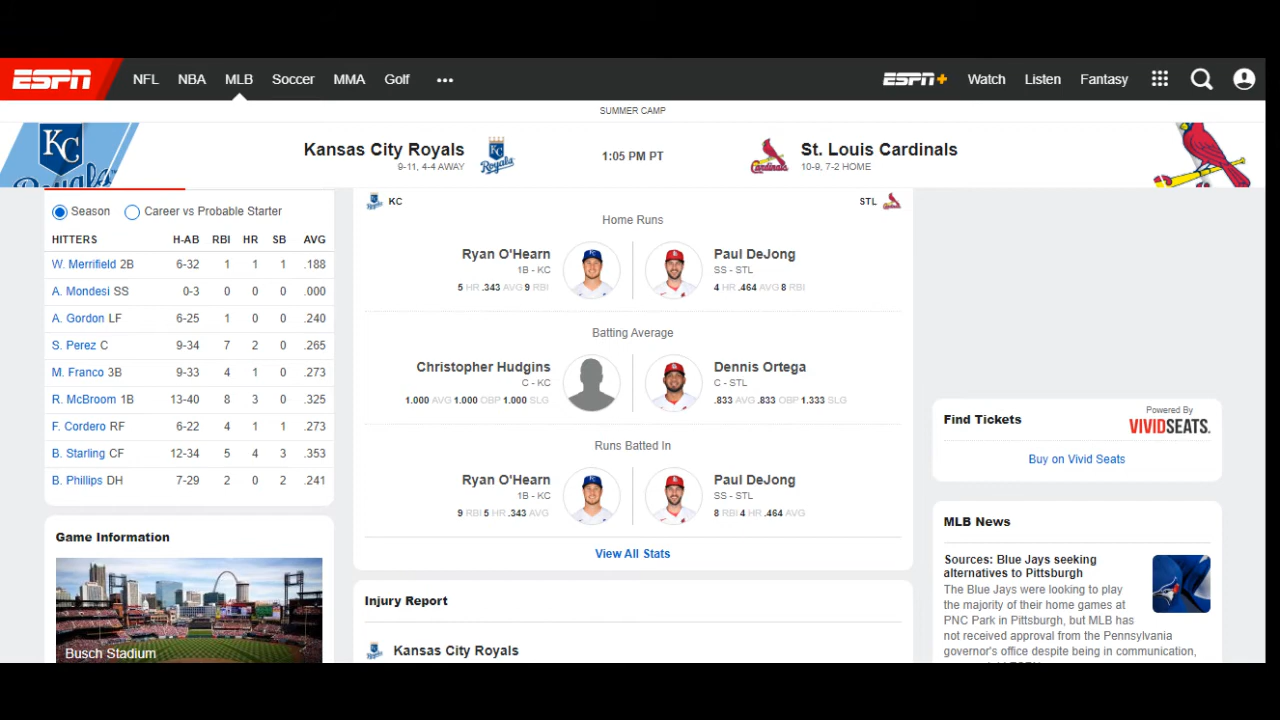 ESPN NFL NBA MLB Soccer MMA Golf ••• ESPN+ Watch Listen Fantasy
SUMMER CAMP
KC
Royals
Kansas City Royals
9-11, 4-4 AWAY
Royals
1:05 PM PT
Cardinals
St. Louis Cardinals
10-9, 7-2 HOME
Season Career vs Probable Starter
HITTERS H-AB RBI HR SB AVG
W. Merrifield 2B 6-32 1 1 1 .188
A. Mondesi SS 0-3 0 0 0 .000
A. Gordon LF 6-25 1 0 0 .240
S. Perez C 9-34 7 2 0 .265
M. Franco 3B 9-33 4 1 0 .273
R. McBroom 1B 13-40 8 3 0 .325
F. Cordero RF 6-22 4 1 1 .273
B. Starling CF 12-34 5 4 3 .353
B. Phillips DH 7-29 2 0 2 .241
Game Information
Busch Stadium
KC STL
Home Runs
Ryan O'Hearn
1B - KC
5 HR .343 AVG 9 RBI
Paul DeJong
SS - STL
4 HR .464 AVG 8 RBI
Batting Average
Christopher Hudgins
C - KC
1.000 AVG 1.000 OBP 1.000 SLG
Dennis Ortega
C - STL
.833 AVG .833 OBP 1.333 SLG
Runs Batted In
Ryan O'Hearn
1B - KC
9 RBI 5 HR .343 AVG
Paul DeJong
SS - STL
8 RBI 4 HR .464 AVG
View All Stats
Injury Report
Kansas City Royals
Find Tickets
Powered By
VIVIDSEATS.
Buy on Vivid Seats
MLB News
Sources: Blue Jays seeking
alternatives to Pittsburgh
The Blue Jays were looking to play
the majority of their home games at
PNC Park in Pittsburgh, but MLB has
not received approval from the Pennsylvania
governor's office despite being in communication,